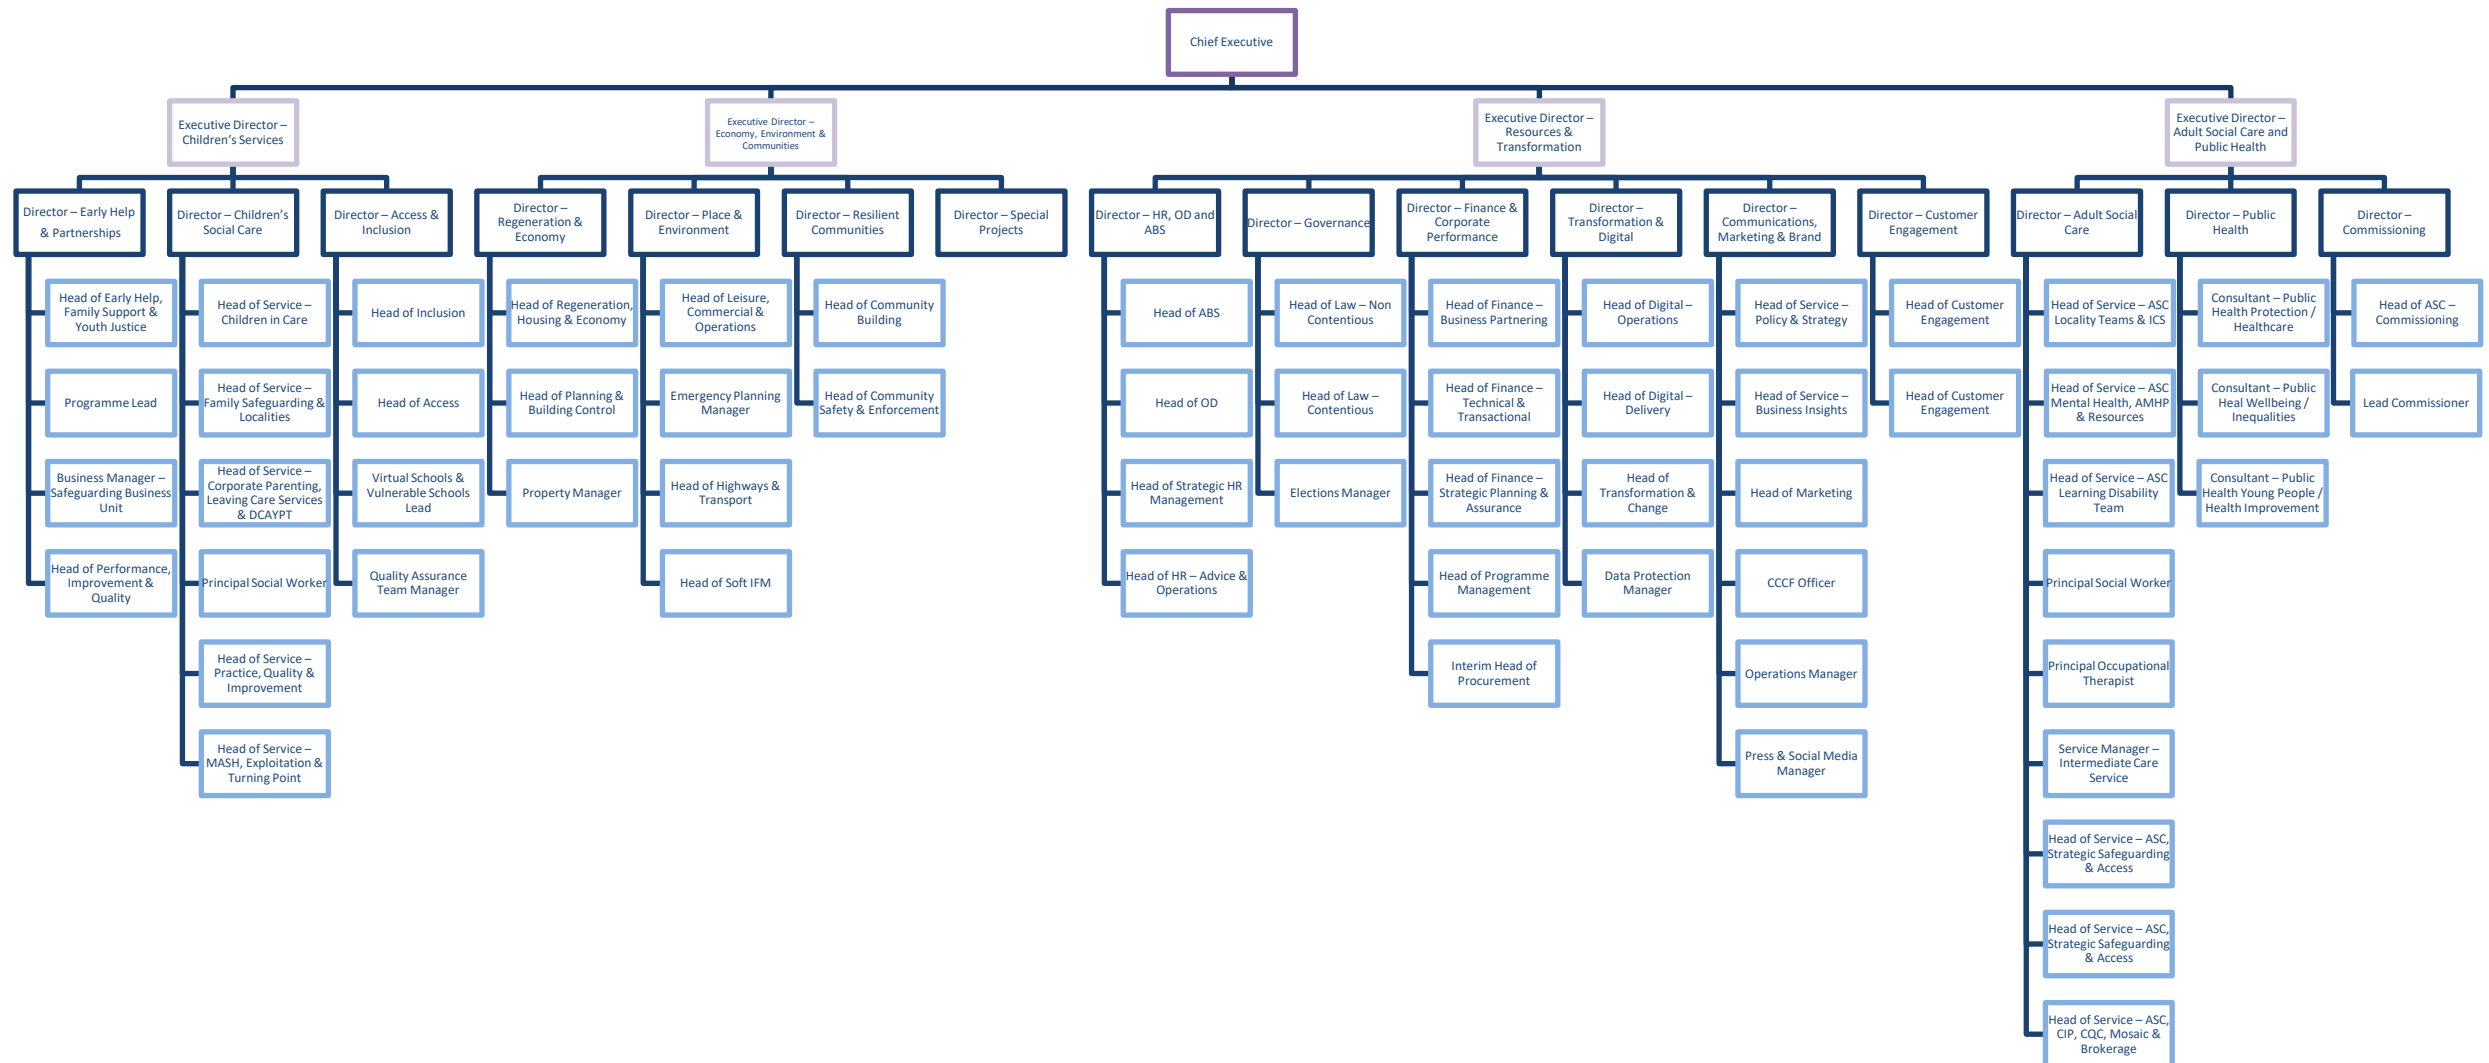 Chief Executive
Executive Director –
Children's Services
Executive Director –
Economy, Environment &
Communities
Executive Director –
Resources &
Transformation
Executive Director –
Adult Social Care and
Public Health
Director – Early Help
& Partnerships
Director – Children's
Social Care
Director – Access &
Inclusion
Director –
Regeneration &
Economy
Director – Place &
Environment
Director – Resilient
Communities
Director – Special
Projects
Director – HR, OD and
ABS
Director – Governance
Director – Finance &
Corporate
Performance
Director –
Transformation &
Digital
Director –
Communications,
Marketing & Brand
Director – Customer
Engagement
Director – Adult Social
Care
Director – Public
Health
Director –
Commissioning
Head of Early Help,
Family Support &
Youth Justice
Programme Lead
Business Manager –
Safeguarding Business
Unit
Head of Performance,
Improvement &
Quality
Head of Service –
Children in Care
Head of Service –
Family Safeguarding &
Localities
Head of Service –
Corporate Parenting,
Leaving Care Services
& DCAYPT
Principal Social Worker
Head of Service –
Practice, Quality &
Improvement
Head of Service –
MASH, Exploitation &
Turning Point
Head of Inclusion
Head of Access
Virtual Schools &
Vulnerable Schools
Lead
Quality Assurance
Team Manager
Head of Regeneration,
Housing & Economy
Head of Planning &
Building Control
Property Manager
Head of Leisure,
Commercial &
Operations
Emergency Planning
Manager
Head of Highways &
Transport
Head of Soft IFM
Head of Community
Building
Head of Community
Safety & Enforcement
Head of ABS
Head of OD
Head of Strategic HR
Management
Head of HR – Advice &
Operations
Head of Law – Non
Contentious
Head of Law –
Contentious
Elections Manager
Head of Finance –
Business Partnering
Head of Finance –
Technical &
Transactional
Head of Finance –
Strategic Planning &
Assurance
Head of Programme
Management
Interim Head of
Procurement
Head of Digital –
Operations
Head of Digital –
Delivery
Head of
Transformation &
Change
Data Protection
Manager
Head of Service –
Policy & Strategy
Head of Service –
Business Insights
Head of Marketing
CCCF Officer
Operations Manager
Press & Social Media
Manager
Head of Customer
Engagement
Head of Customer
Engagement
Head of Service – ASC
Locality Teams & ICS
Head of Service – ASC
Mental Health, AMHP
& Resources
Head of Service – ASC
Learning Disability
Team
Principal Social Worker
Principal Occupational
Therapist
Service Manager –
Intermediate Care
Service
Head of Service – ASC,
Strategic Safeguarding
& Access
Head of Service – ASC,
Strategic Safeguarding
& Access
Head of Service – ASC,
CIP, CQC, Mosaic &
Brokerage
Consultant – Public
Health Protection /
Healthcare
Consultant – Public
Heal Wellbeing /
Inequalities
Consultant – Public
Health Young People /
Health Improvement
Head of ASC –
Commissioning
Lead Commissioner